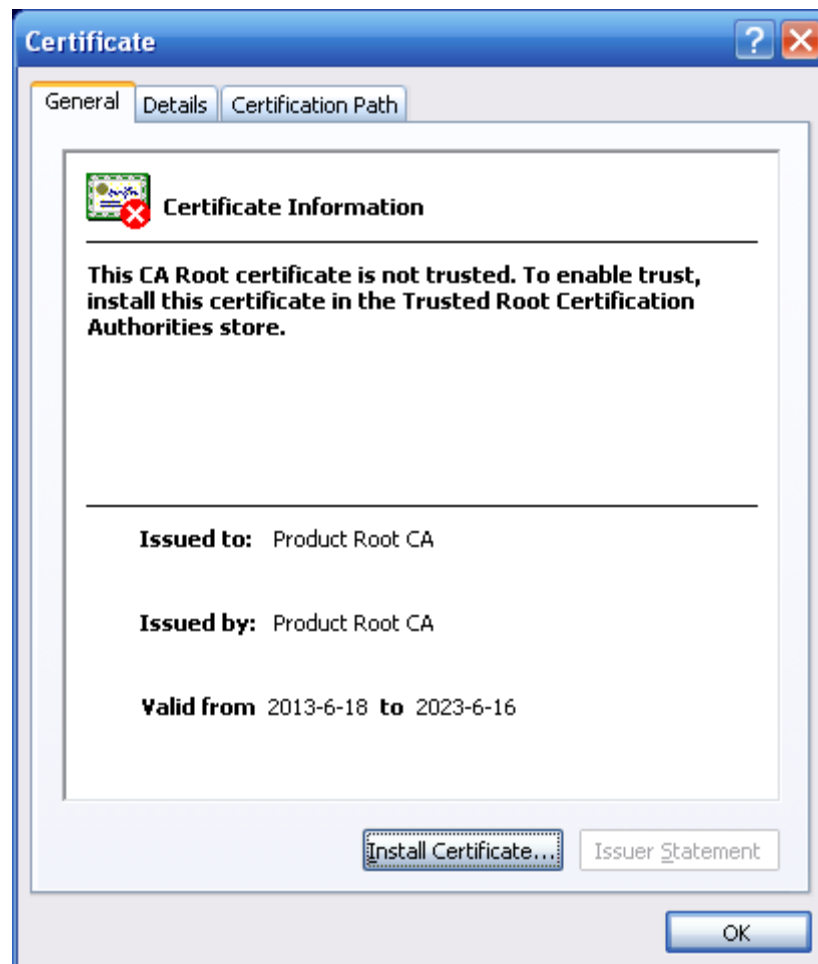 Certificate
General Details Certification Path
Certificate Information
This CA Root certificate is not trusted. To enable trust,
install this certificate in the Trusted Root Certification
Authorities store.
Issued to: Product Root CA
Issued by: Product Root CA
Valid from 2013-6-18 to 2023-6-16
Install Certificate... Issuer Statement
OK